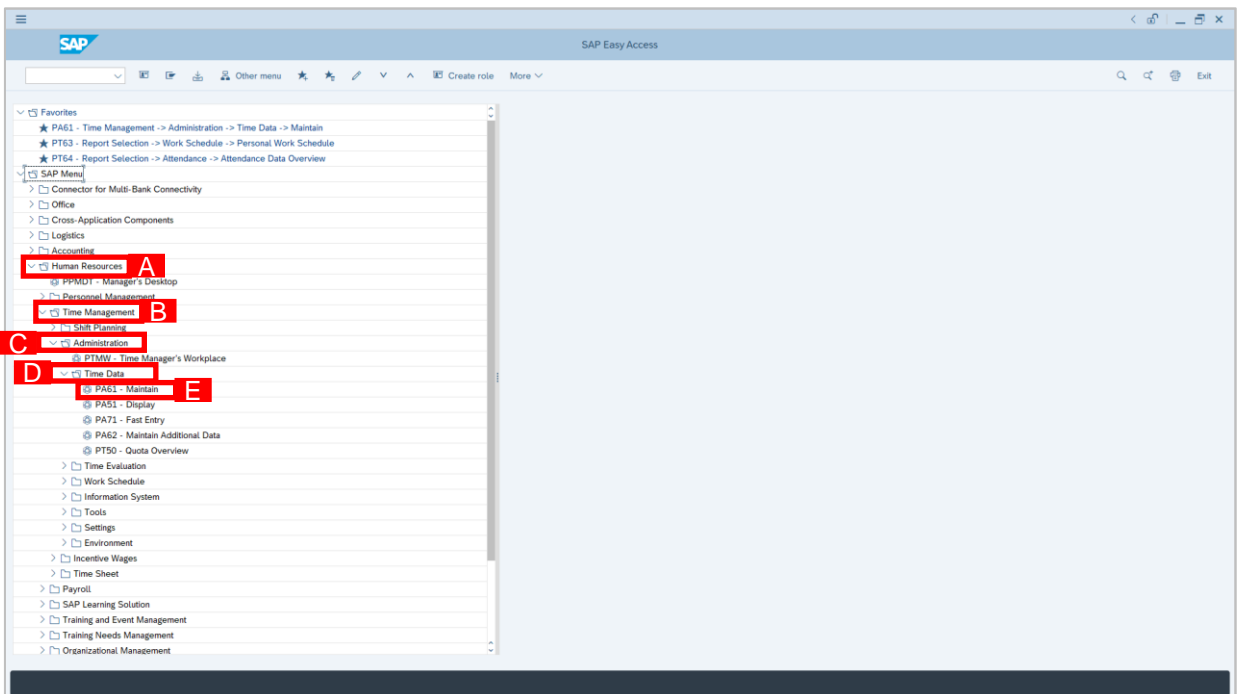 SAP
SAP Easy Access
Other menu
Create role
More
Exit
Favorites
PA61 - Time Management -> Administration -> Time Data -> Maintain
PT63 - Report Selection -> Work Schedule -> Personal Work Schedule
PT64 - Report Selection -> Attendance -> Attendance Data Overview
SAP Menu
Connector for Multi-Bank Connectivity
Office
Cross-Application Components
Logistics
Accounting
Human Resources A
PPMDT - Manager's Desktop
Personnel Management
Time Management B
Shift Planning
C Administration
PTMW - Time Manager's Workplace
D Time Data
PA61 - Maintain E
PA51 - Display
PA71 - Fast Entry
PA62 - Maintain Additional Data
PT50 - Quota Overview
Time Evaluation
Work Schedule
Information System
Tools
Settings
Environment
Incentive Wages
Time Sheet
Payroll
SAP Learning Solution
Training and Event Management
Training Needs Management
Organizational Management